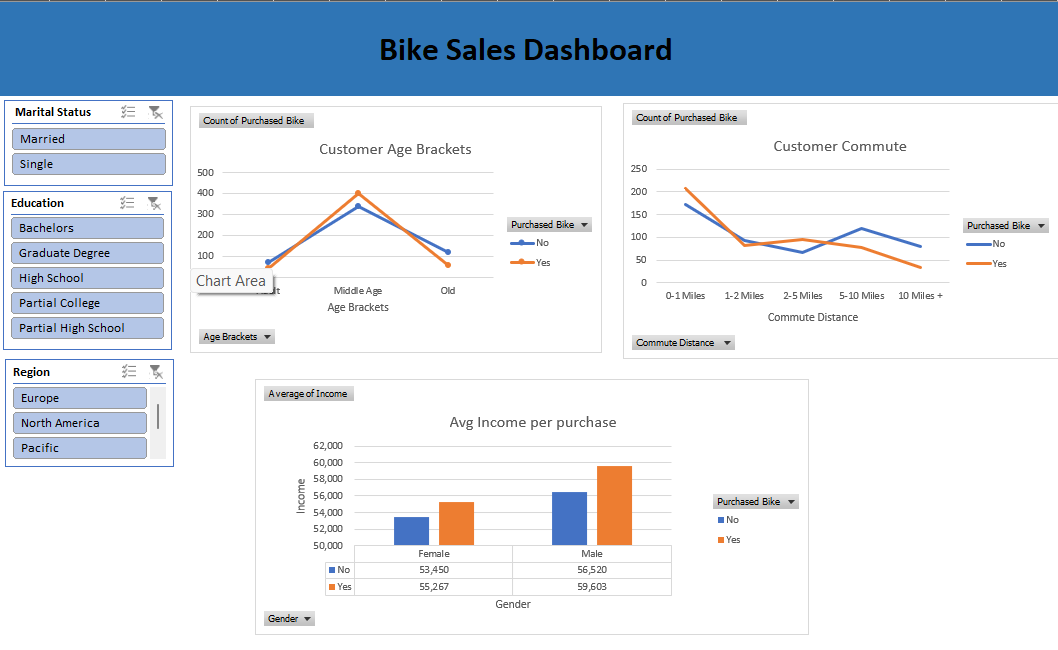 Bike Sales Dashboard
Marital Status
Married
Single
Education
Bachelors
Graduate Degree
High School
Partial College
Partial High School
Region
Europe
North America
Pacific
Count of Purchased Bike
Customer Age Brackets
500
400
300
200
100
Chart Area
Middle Age
Old
Age Brackets
Purchased Bike
No
Yes
Age Brackets
Count of Purchased Bike
Customer Commute
250
200
150
100
50
0
0-1 Miles 1-2 Miles 2-5 Miles 5-10 Miles 10 Miles +
Commute Distance
Purchased Bike
No
Yes
Commute Distance
Average of Income
Avg Income per purchase
Income
62,000
60,000
58,000
56,000
54,000
52,000
50,000
Female Male
No 53,450 56,520
Yes 55,267 59,603
Gender
Purchased Bike
No
Yes
Gender